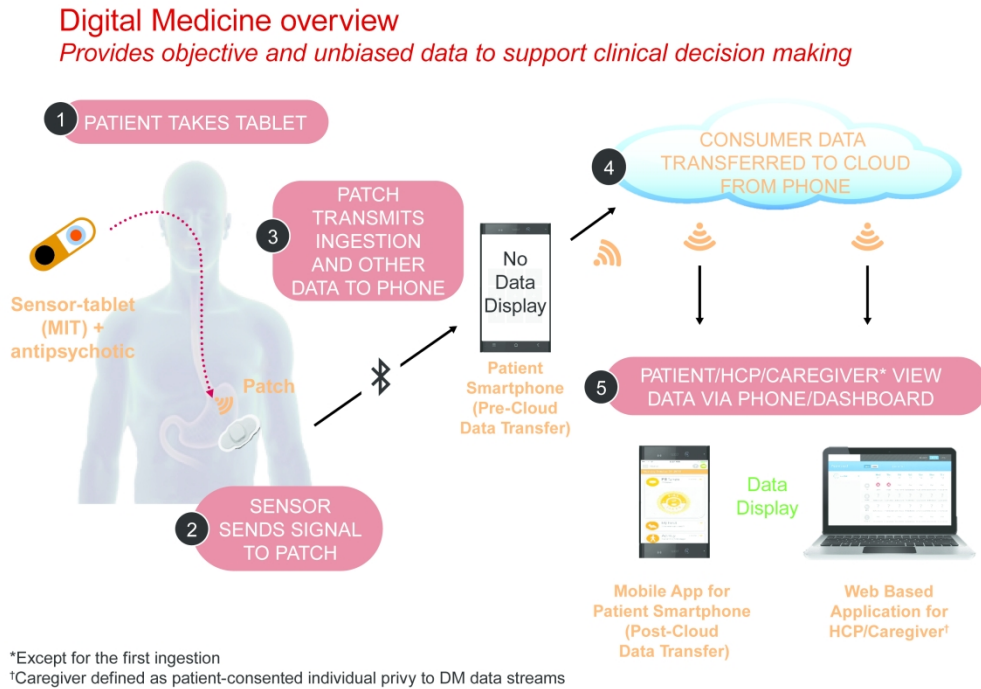 Digital Medicine overview
Provides objective and unbiased data to support clinical decision making
1
PATIENT TAKES TABLET
Sensor-tablet
(MIT) +
antipsychotic
Patch
2
SENSOR
SENDS SIGNAL
TO PATCH
3
PATCH
TRANSMITS
INGESTION
AND OTHER
DATA TO PHONE
No
Data
Display
Patient
Smartphone
(Pre-Cloud
Data Transfer)
4
CONSUMER DATA
TRANSFERRED TO CLOUD
FROM PHONE
5
PATIENT/HCP/CAREGIVER* VIEW
DATA VIA PHONE/DASHBOARD
Data
Display
Mobile App for
Patient Smartphone
(Post-Cloud
Data Transfer)
Web Based
Application for
HCP/Caregiver†
*Except for the first ingestion
†Caregiver defined as patient-consented individual privy to DM data streams